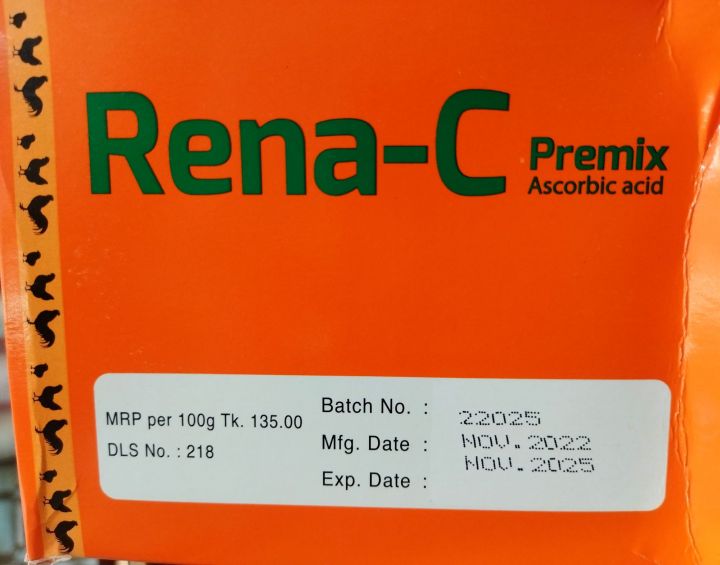 Rena-C Premix
Ascorbic acid
MRP per 100g Tk. 135.00
DLS No. : 218
Batch No. : 22025
Mfg. Date : NOV.2022
Exp. Date : NOV.2025